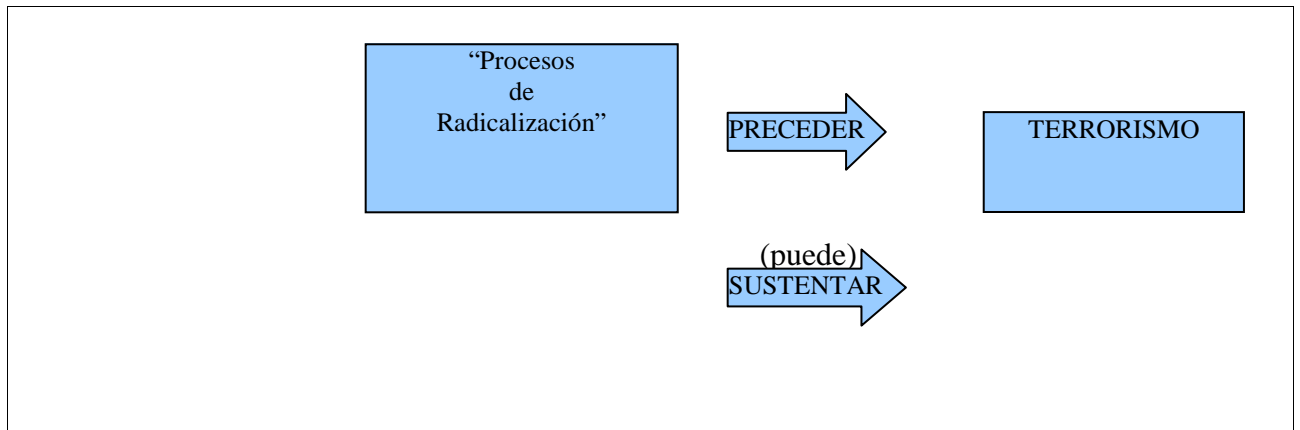 “Procesos
de
Radicalización”
PRECEDER
TERRORISMO
(puede)
SUSTENTAR